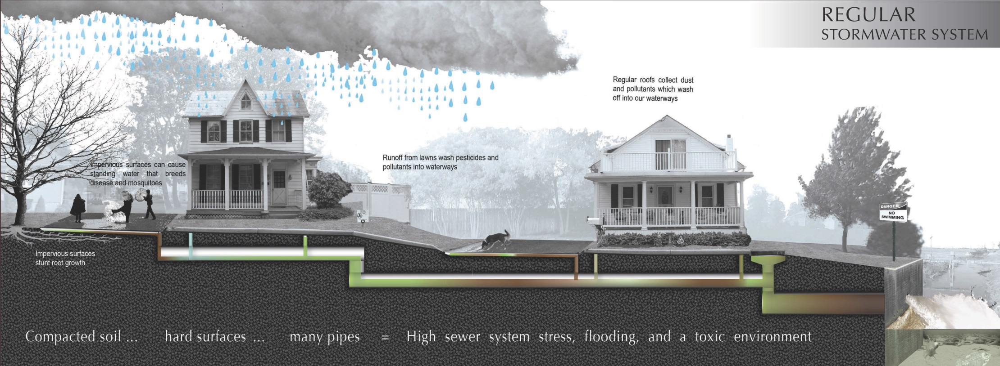 REGULAR
STORMWATER SYSTEM
Regular roofs collect dust
and pollutants which wash
off into our waterways
Runoff from lawns wash pesticides and
pollutants into waterways
Impervious surfaces can cause
standing water that breeds
disease and mosquitoes
DANGER
NO
SWIMMING
Impervious surfaces
stunt root growth
Compacted soil ... hard surfaces ... many pipes = High sewer system stress, flooding, and a toxic environment